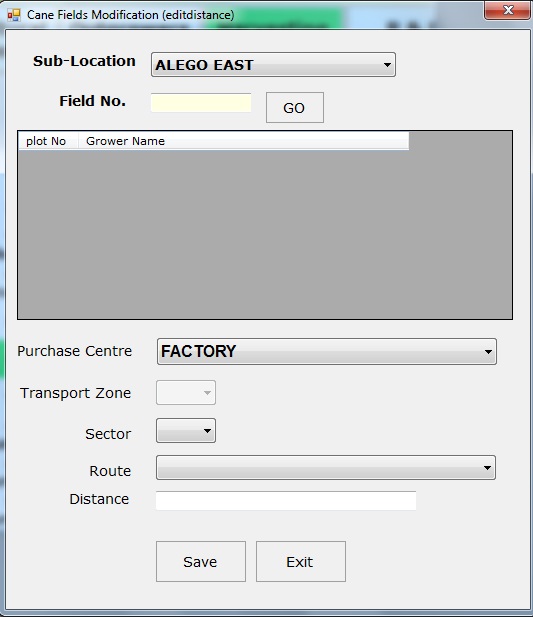 Cane Fields Modification (editdistance)
Sub-Location ALEGO EAST
Field No. GO
plot No Grower Name
Purchase Centre FACTORY
Transport Zone
Sector
Route
Distance
Save Exit